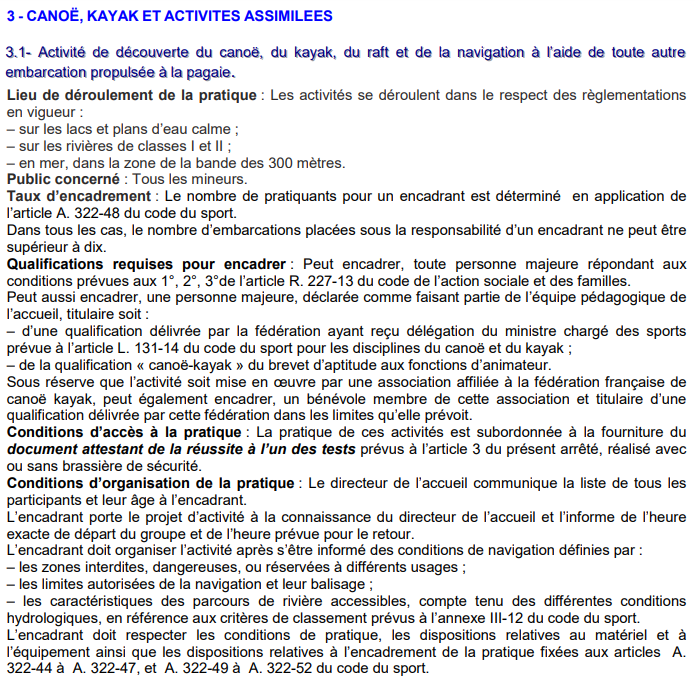 3 - CANOË, KAYAK ET ACTIVITES ASSIMILEES
3.1- Activité de découverte du canoë, du kayak, du raft et de la navigation à l'aide de toute autre
embarcation propulsée à la pagaie.
Lieu de déroulement de la pratique : Les activités se déroulent dans le respect des règlementations
en vigueur :
– sur les lacs et plans d'eau calme ;
– sur les rivières de classes I et II ;
– en mer, dans la zone de la bande des 300 mètres.
Public concerné : Tous les mineurs.
Taux d'encadrement : Le nombre de pratiquants pour un encadrant est déterminé en application de
l'article A. 322-48 du code du sport.
Dans tous les cas, le nombre d'embarcations placées sous la responsabilité d'un encadrant ne peut être
supérieur à dix.
Qualifications requises pour encadrer : Peut encadrer, toute personne majeure répondant aux
conditions prévues aux 1°, 2°, 3°de l'article R. 227-13 du code de l'action sociale et des familles.
Peut aussi encadrer, une personne majeure, déclarée comme faisant partie de l'équipe pédagogique de
l'accueil, titulaire soit :
– d'une qualification délivrée par la fédération ayant reçu délégation du ministre chargé des sports
prévue à l'article L. 131-14 du code du sport pour les disciplines du canoë et du kayak ;
– de la qualification « canoë-kayak » du brevet d'aptitude aux fonctions d'animateur.
Sous réserve que l'activité soit mise en œuvre par une association affiliée à la fédération française de
canoë kayak, peut également encadrer, un bénévole membre de cette association et titulaire d'une
qualification délivrée par cette fédération dans les limites qu'elle prévoit.
Conditions d'accès à la pratique : La pratique de ces activités est subordonnée à la fourniture du
document attestant de la réussite à l'un des tests prévus à l'article 3 du présent arrêté, réalisé avec
ou sans brassière de sécurité.
Conditions d'organisation de la pratique : Le directeur de l'accueil communique la liste de tous les
participants et leur âge à l'encadrant.
L'encadrant porte le projet d'activité à la connaissance du directeur de l'accueil et l'informe de l'heure
exacte de départ du groupe et de l'heure prévue pour le retour.
L'encadrant doit organiser l'activité après s'être informé des conditions de navigation définies par :
– les zones interdites, dangereuses, ou réservées à différents usages ;
– les limites autorisées de la navigation et leur balisage ;
– les caractéristiques des parcours de rivière accessibles, compte tenu des différentes conditions
hydrologiques, en référence aux critères de classement prévus à l'annexe III-12 du code du sport.
L'encadrant doit respecter les conditions de pratique, les dispositions relatives au matériel et à
l'équipement ainsi que les dispositions relatives à l'encadrement de la pratique fixées aux articles A.
322-44 à A. 322-47, et A. 322-49 à A. 322-52 du code du sport.